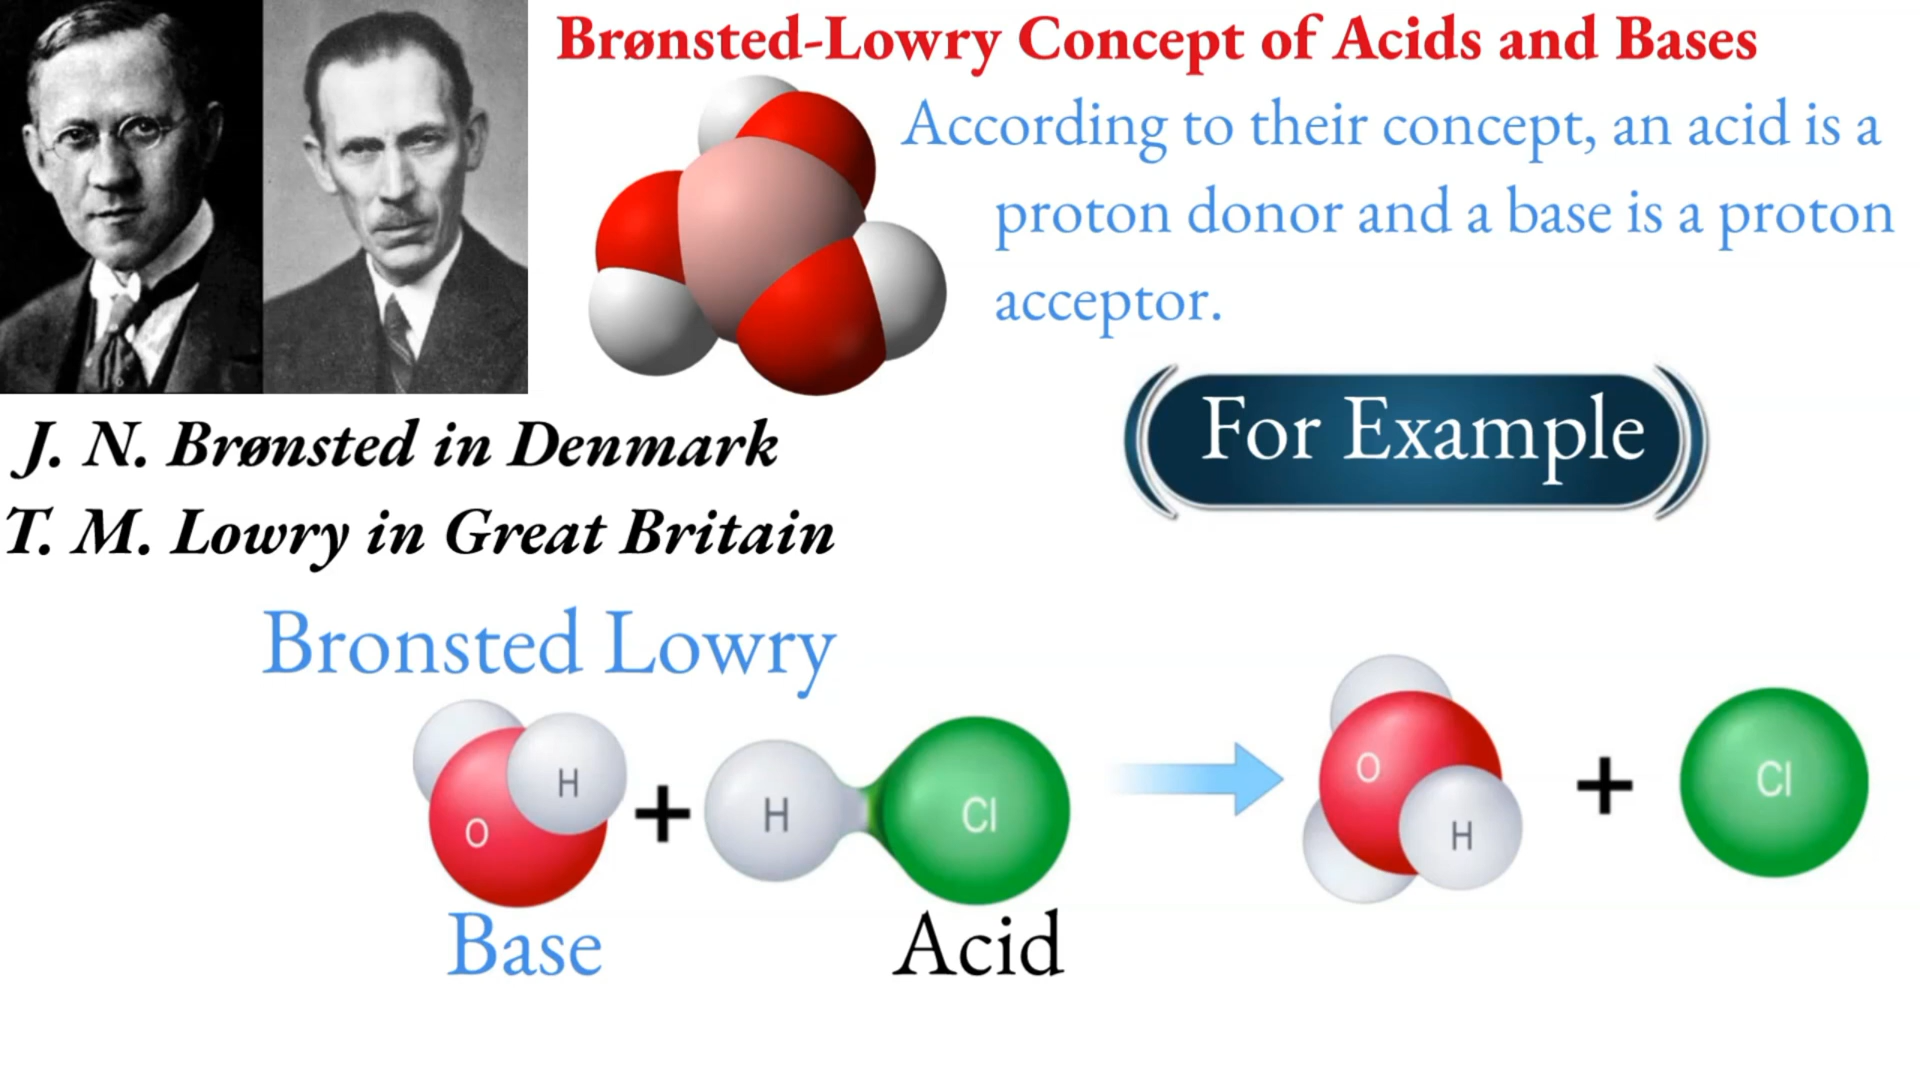 Brønsted-Lowry Concept of Acids and Bases
According to their concept, an acid is a
proton donor and a base is a proton
acceptor.
For Example
J. N. Brønsted in Denmark
T. M. Lowry in Great Britain
Bronsted Lowry
O H + H Cl O H + Cl
Base Acid